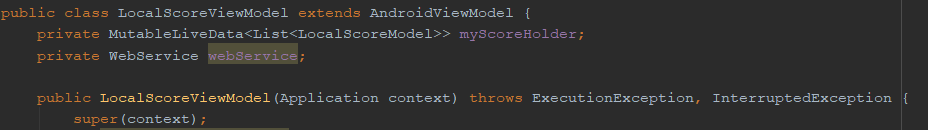 public class LocalScoreViewModel extends AndroidViewModel {
private MutableLiveData<List<LocalScoreModel>> myScoreHolder;
private WebService webService;
public LocalScoreViewModel(Application context) throws ExecutionException, InterruptedException {
super(context);